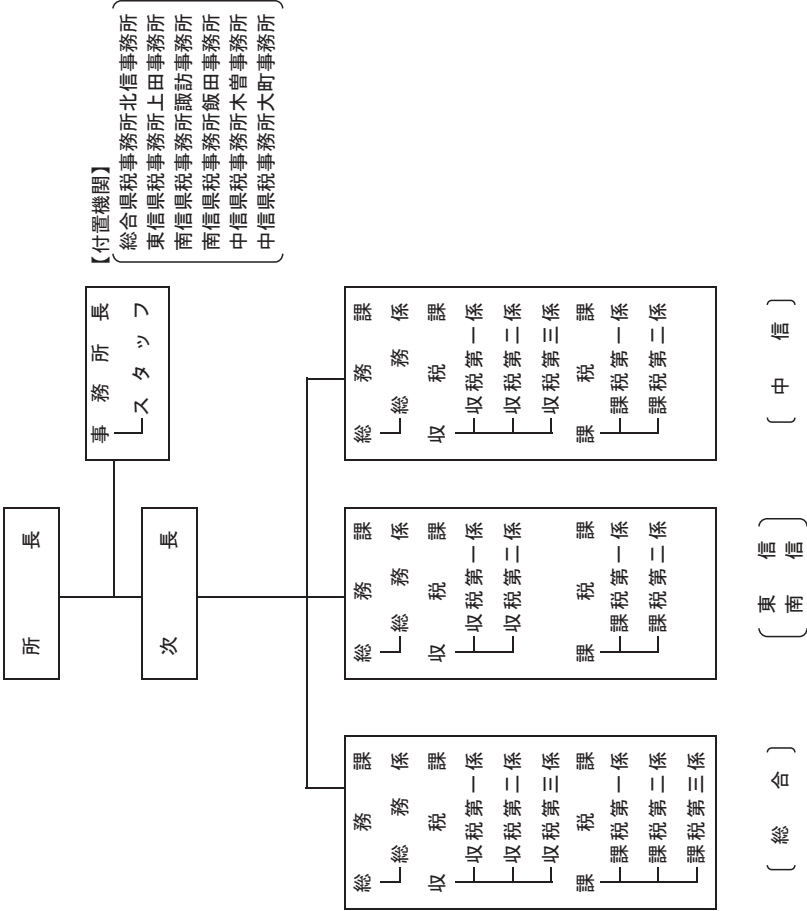 所長
次長
事務所長
スタッフ
【付置機関】
総合県税事務所北信事務所
東信県税事務所上田事務所
南信県税事務所諏訪事務所
南信県税事務所飯田事務所
中信県税事務所木曽事務所
中信県税事務所大町事務所
総務課
総務係
収税課
収税第一係
収税第二係
収税第三係
課税課
課税第一係
課税第二係
課税第三係
(総合)
総務課
総務係
収税課
収税第一係
収税第二係
課税課
課税第一係
課税第二係
(東信
南信)
総務課
総務係
収税課
収税第一係
収税第二係
収税第三係
課税課
課税第一係
課税第二係
(中信)